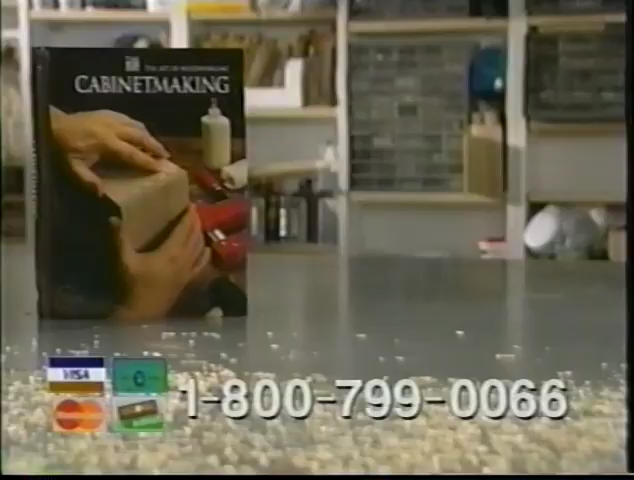 THE ART OF WOODWORKING
CABINETMAKING
VISA
1-800-799-0066